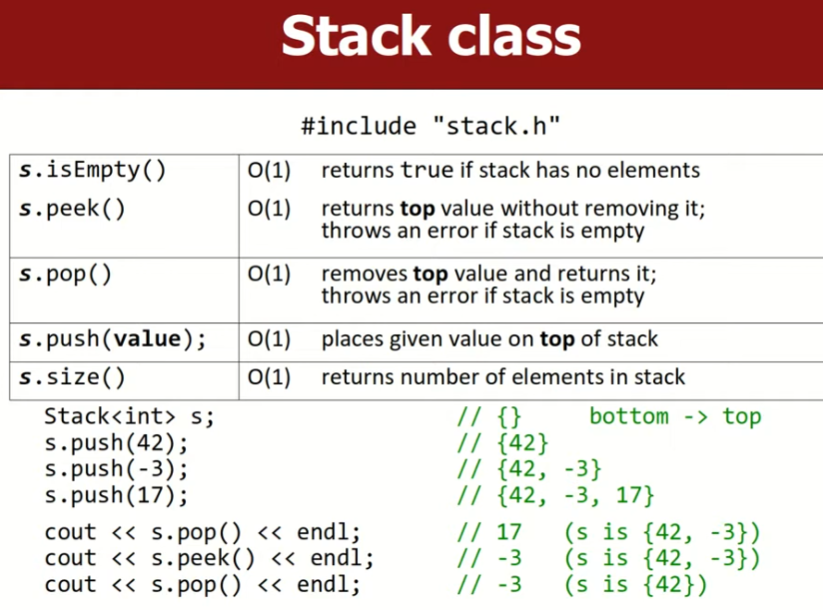 Stack class
#include "stack.h"
s.isEmpty() O(1) returns true if stack has no elements
s.peek() O(1) returns top value without removing it;
throws an error if stack is empty
s.pop() O(1) removes top value and returns it;
throws an error if stack is empty
s.push(value); O(1) places given value on top of stack
s.size() O(1) returns number of elements in stack
Stack<int> s; // {} bottom -> top
s.push(42); // {42}
s.push(-3); // {42, -3}
s.push(17); // {42, -3, 17}
cout << s.pop() << endl; // 17 (s is {42, -3})
cout << s.peek() << endl; // -3 (s is {42, -3})
cout << s.pop() << endl; // -3 (s is {42})